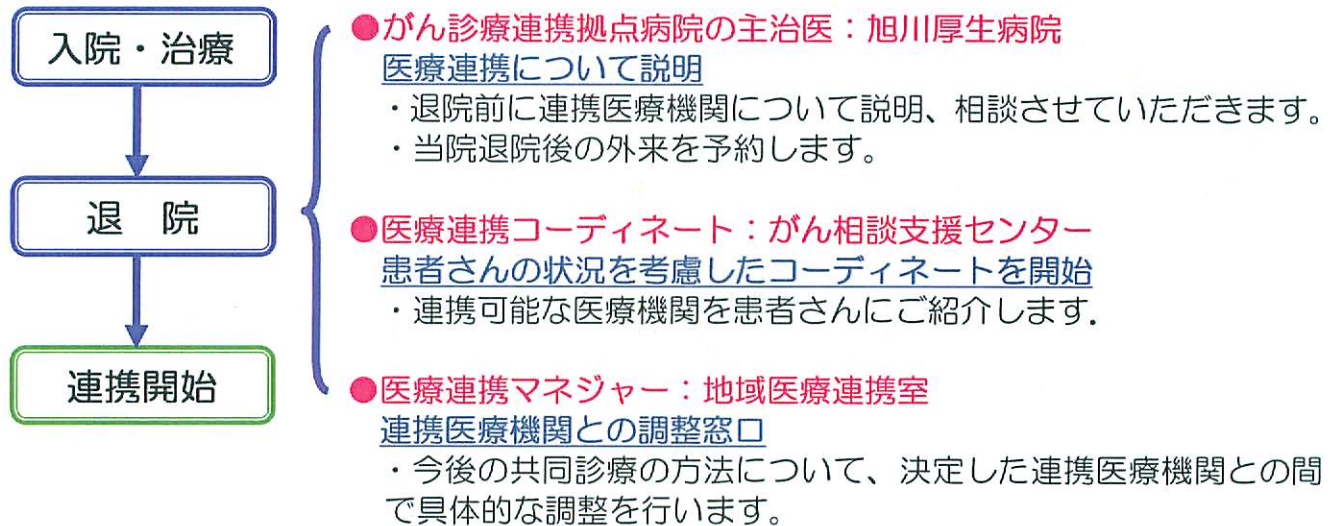 入院・治療
退 院
連携開始
●がん診療連携拠点病院の主治医：旭川厚生病院
医療連携について説明
・退院前に連携医療機関について説明、相談させていただきます。
・当院退院後の外来を予約します。
●医療連携コーディネート：がん相談支援センター
患者さんの状況を考慮したコーディネートを開始
・連携可能な医療機関を患者さんにご紹介します.
●医療連携マネジャー：地域医療連携室
連携医療機関との調整窓口
・今後の共同診療の方法について、決定した連携医療機関との間
で具体的な調整を行います。